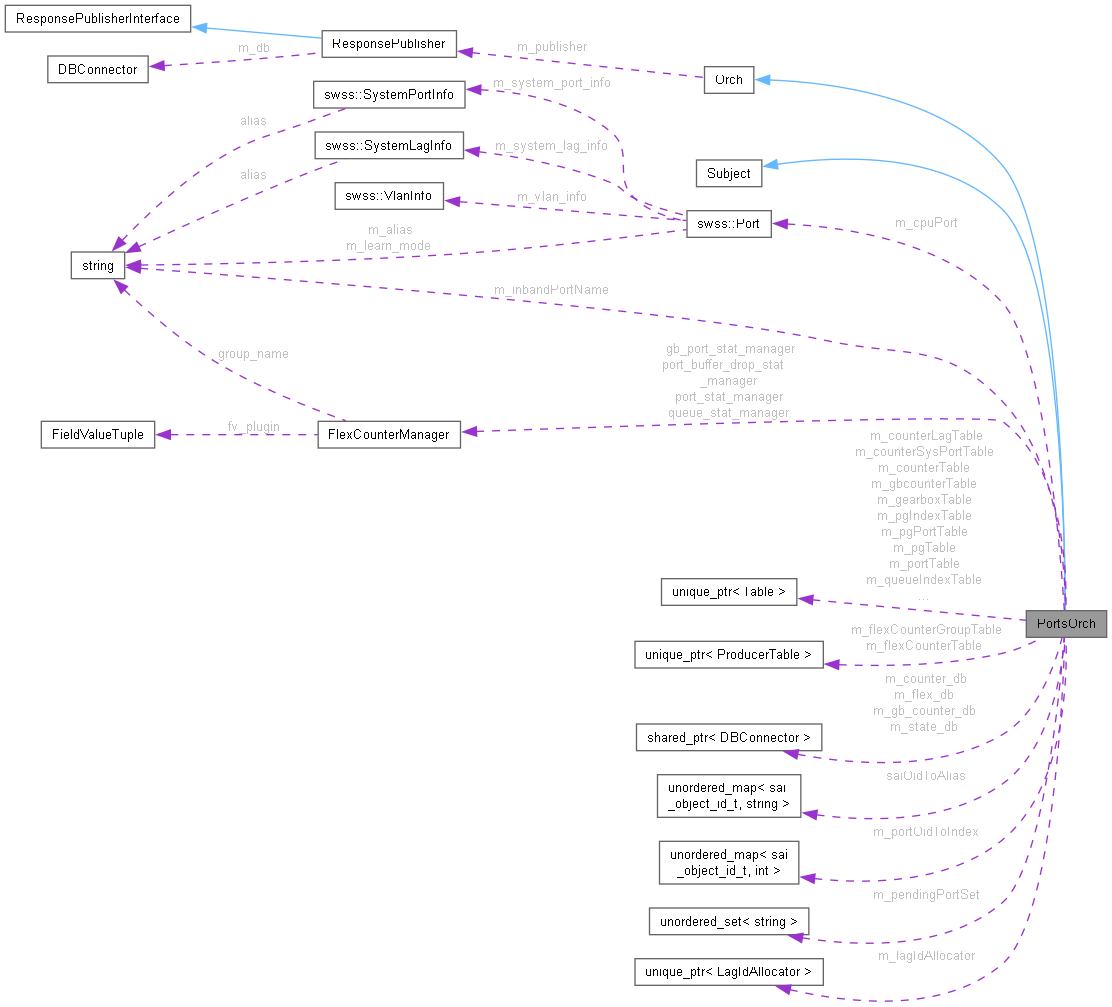 ResponsePublisherInterface
ResponsePublisher
m_db
m_publisher
DBConnector
Orch
m_system_port_info
swss::SystemPortInfo
alias
swss::SystemLagInfo
m_system_lag_info
alias
Subject
swss::VlanInfo
m_vlan_info
swss::Port
m_cpuPort
m_alias
m_learn_mode
string
m_inbandPortName
group_name
gb_port_stat_manager
port_buffer_drop_stat
_manager
port_stat_manager
queue_stat_manager
FieldValueTuple
fv_plugin
FlexCounterManager
m_counterLagTable
m_counterSysPortTable
m_counterTable
m_gbcounterTable
m_gearboxTable
m_pgIndexTable
m_pgPortTable
m_pgTable
m_portTable
m_queueIndexTable
...
unique_ptr< Table >
PortsOrch
m_flexCounterGroupTable
m_flexCounterTable
unique_ptr< ProducerTable >
m_counter_db
m_flex_db
m_gb_counter_db
m_state_db
shared_ptr< DBConnector >
saiOidToAlias
unordered_map< sai
_object_id_t, string >
m_portOidToIndex
unordered_map< sai
_object_id_t, int >
m_pendingPortSet
unordered_set< string >
m_lagIdAllocator
unique_ptr< LagIdAllocator >